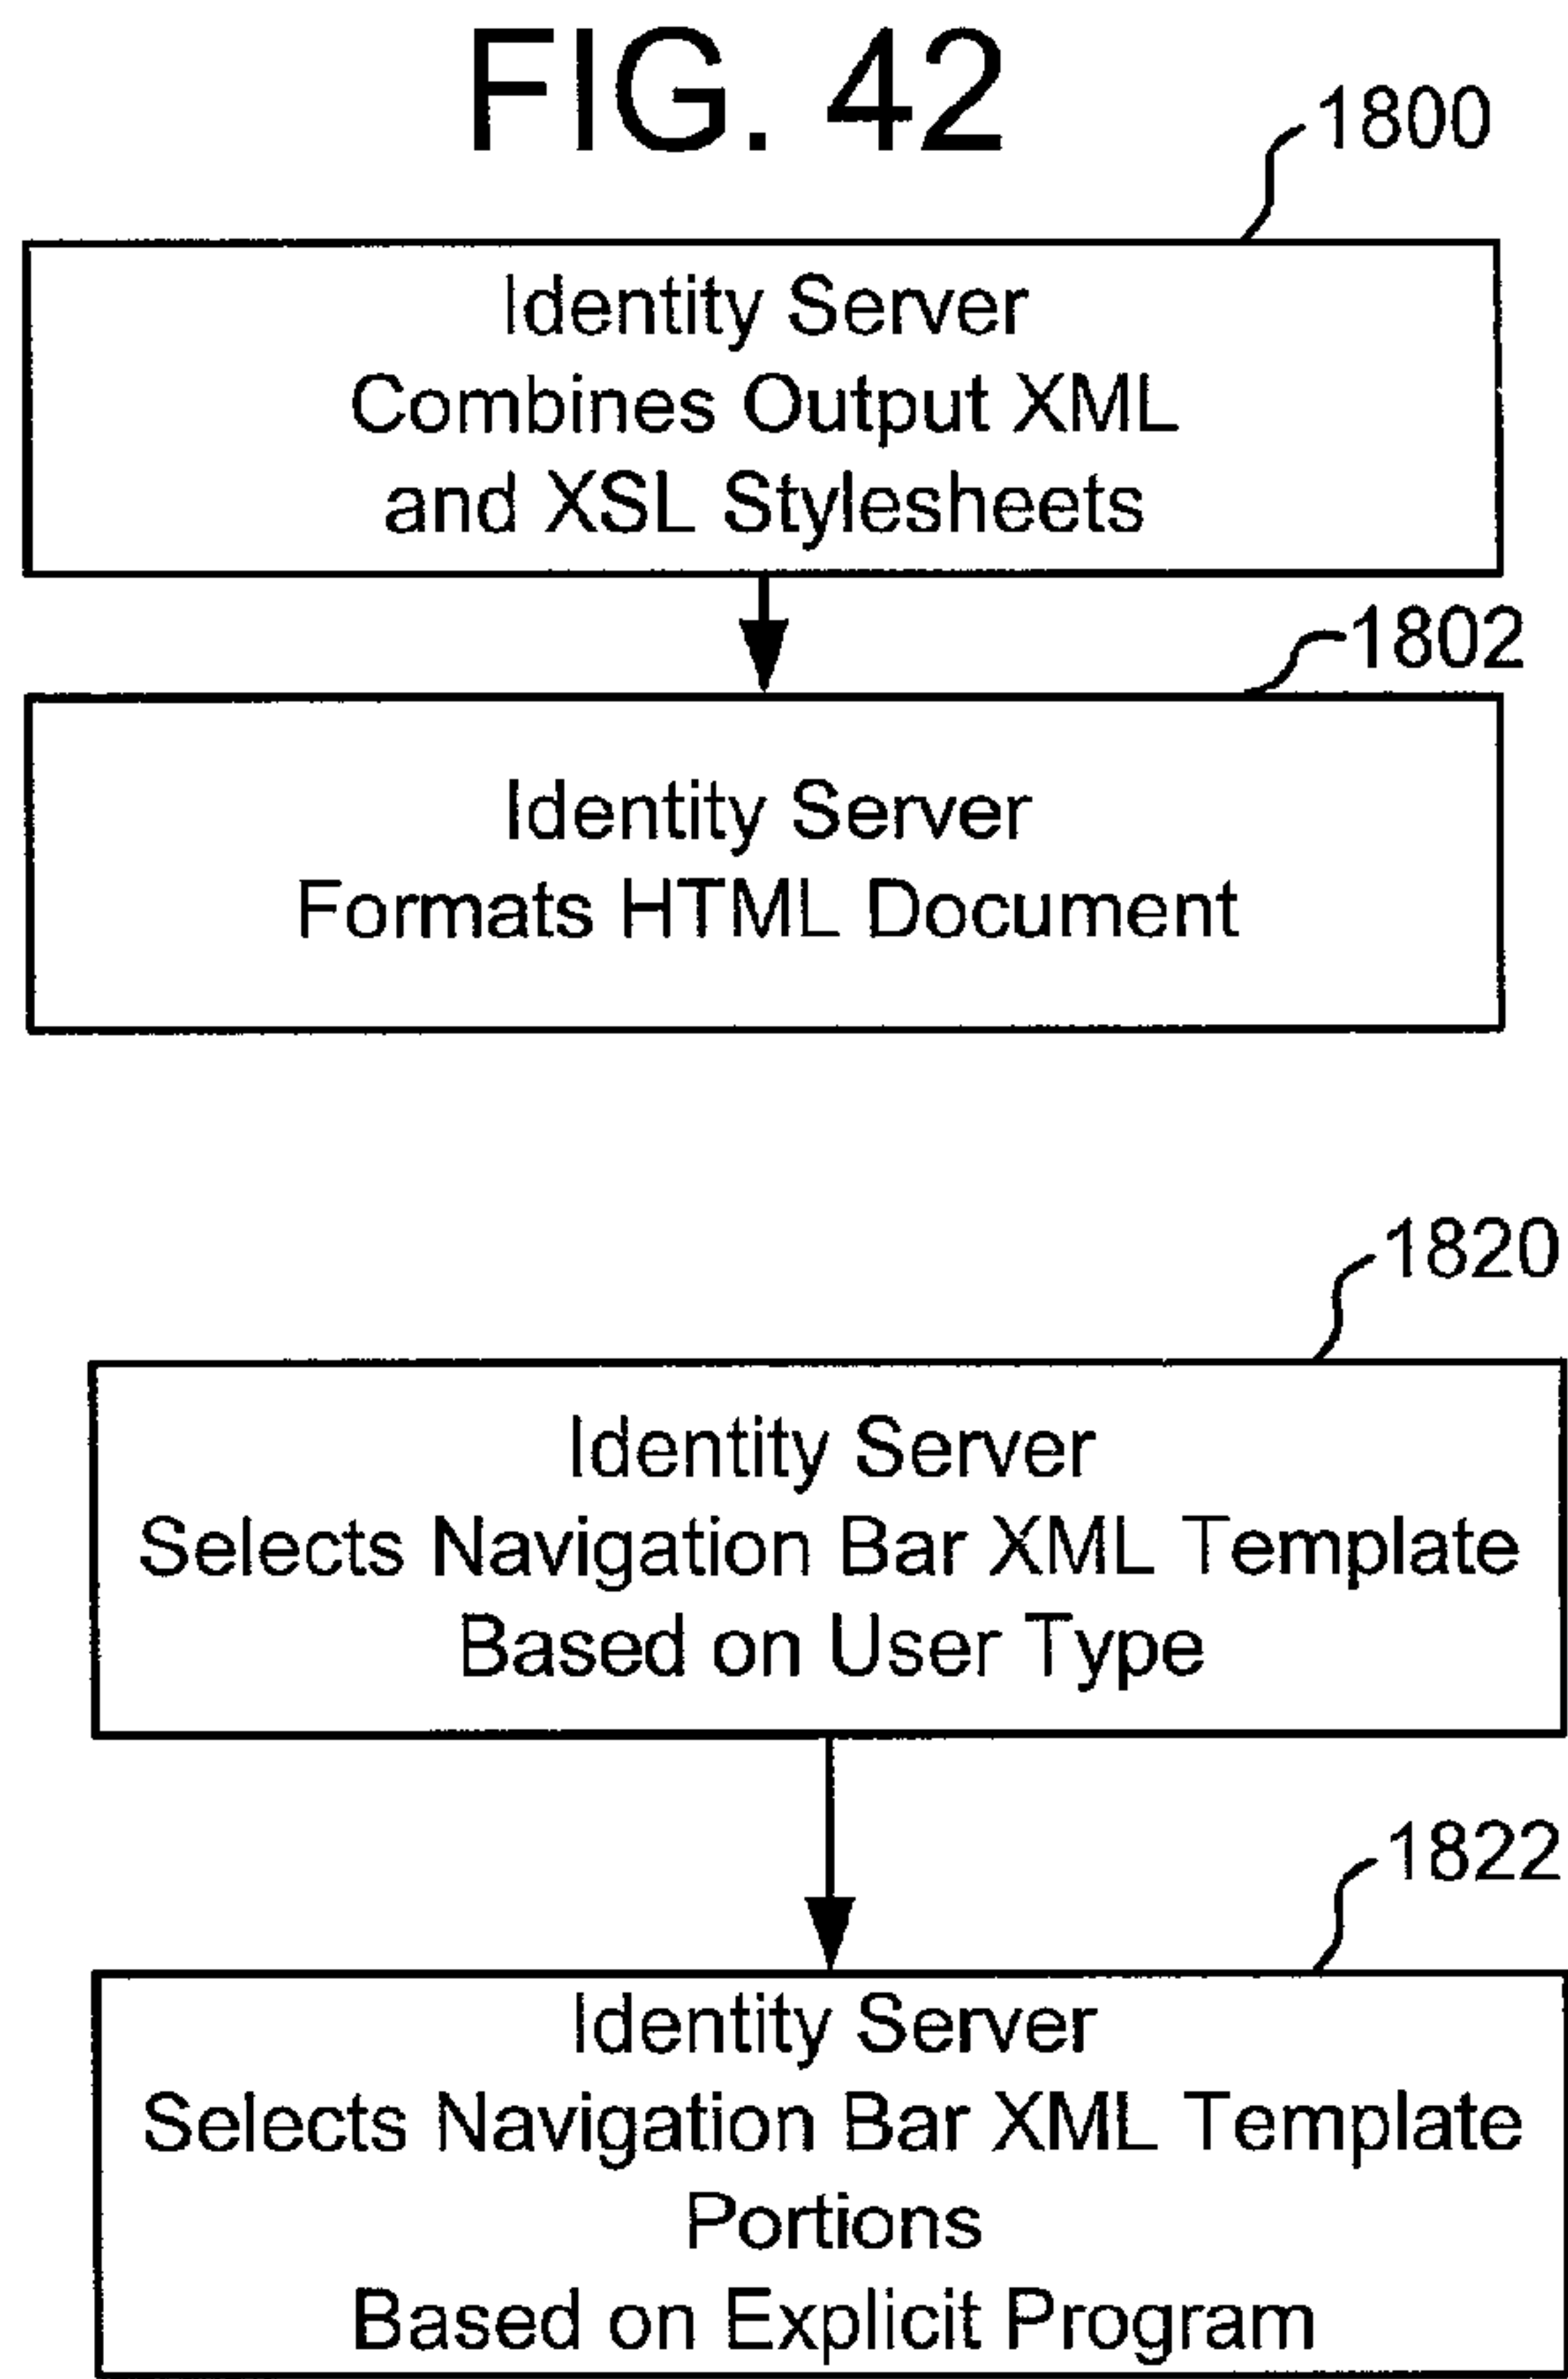 FIG. 42
1800
Identity Server
Combines Output XML
and XSL Stylesheets
1802
Identity Server
Formats HTML Document
1820
Identity Server
Selects Navigation Bar XML Template
Based on User Type
1822
Identity Server
Selects Navigation Bar XML Template
Portions
Based on Explicit Program